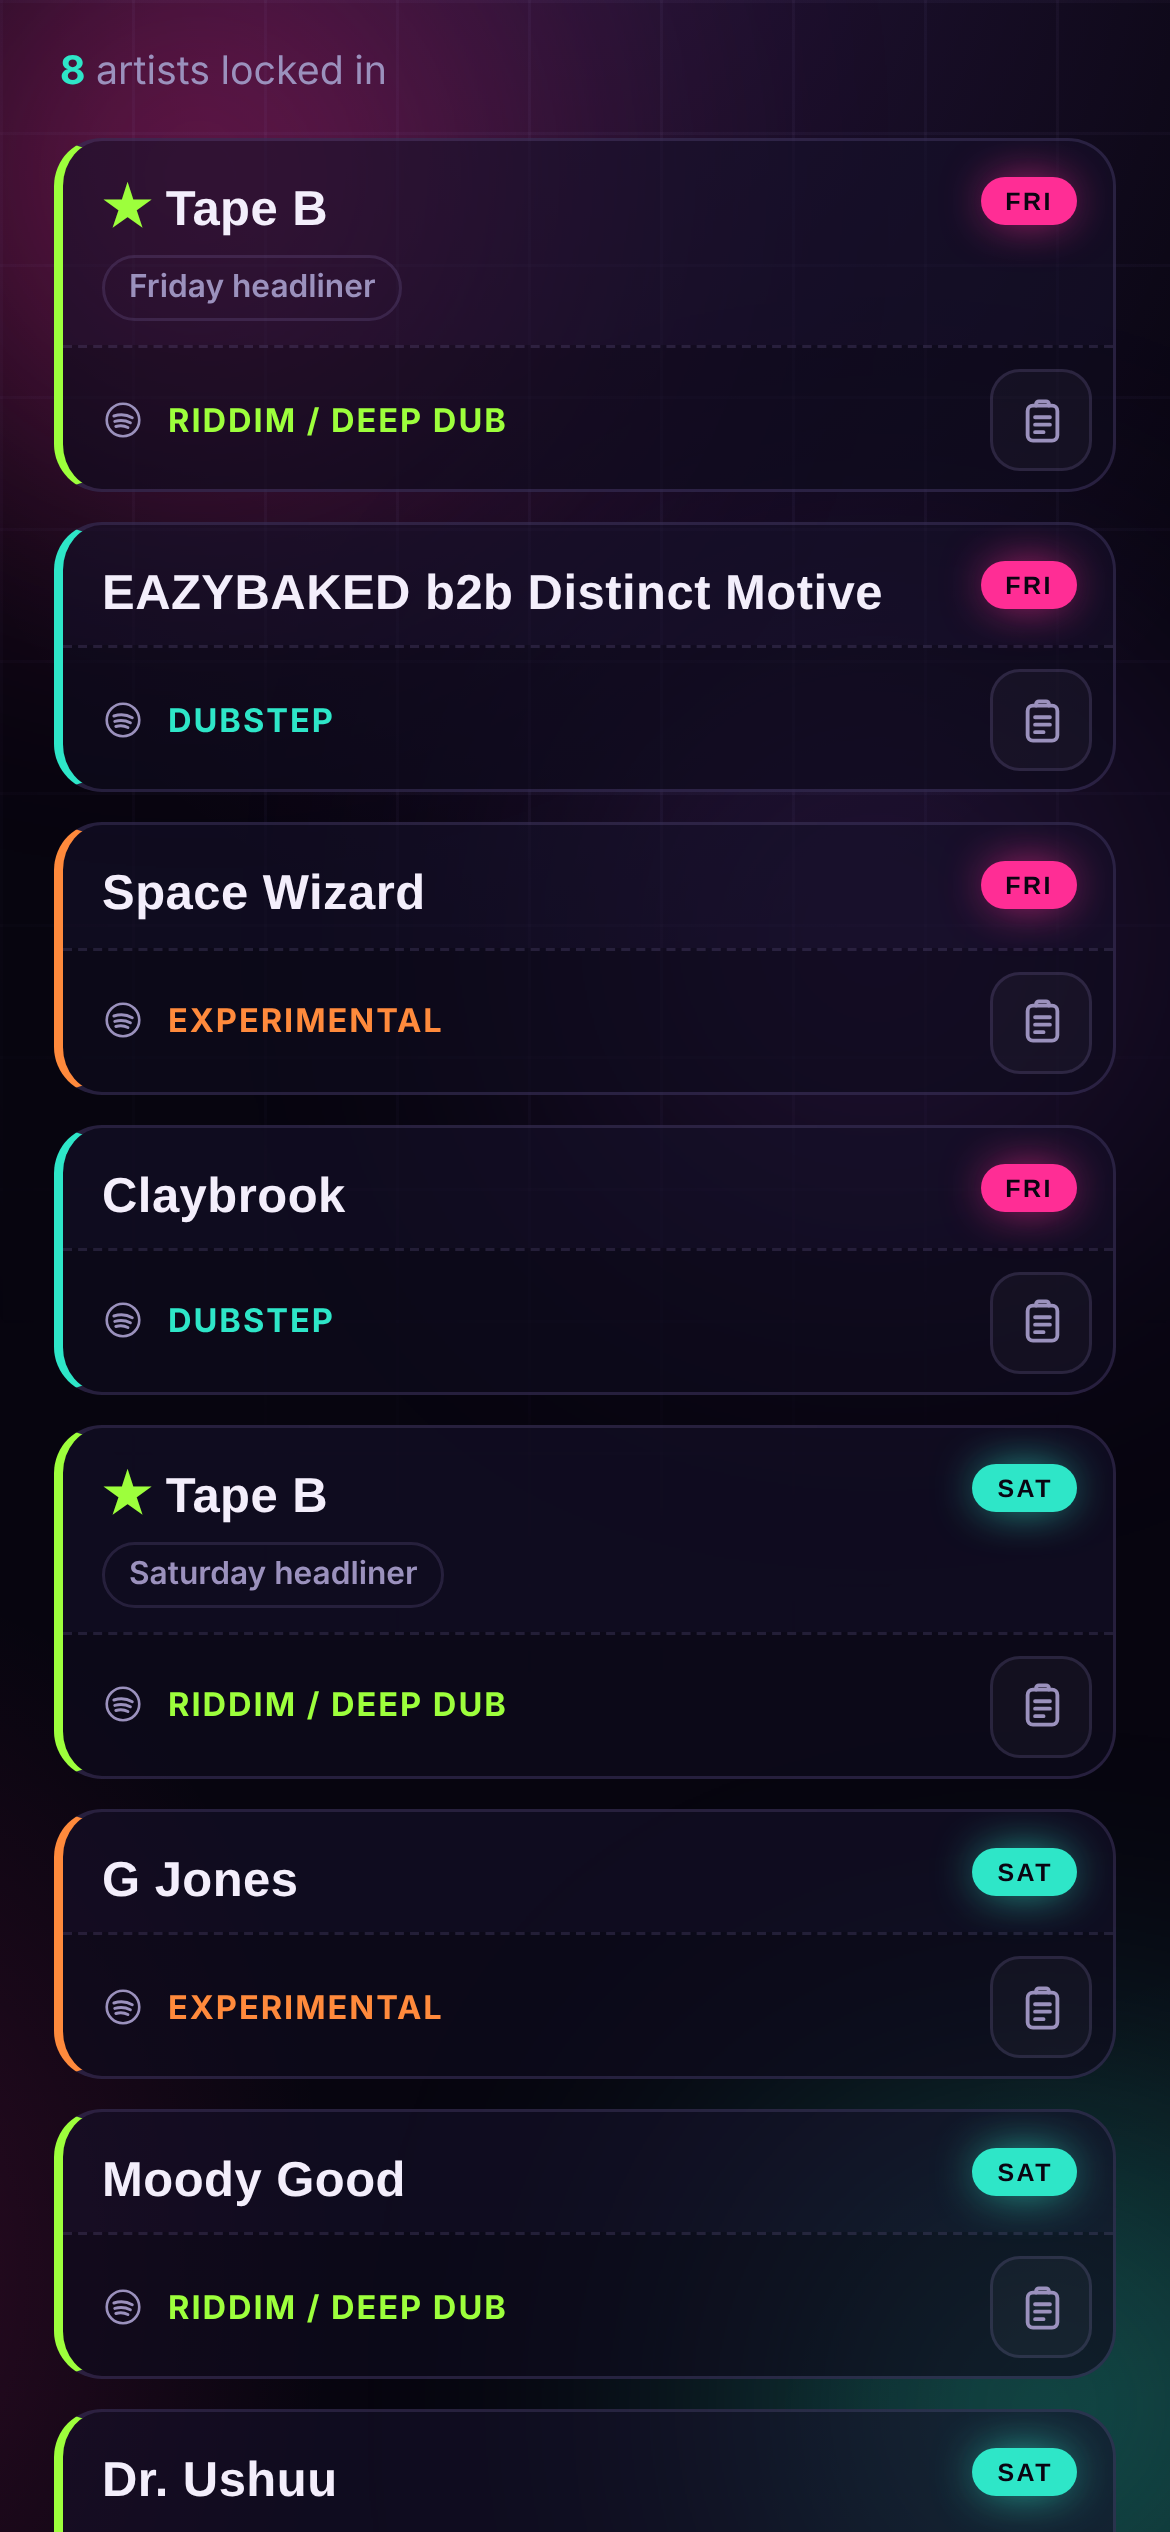 8 artists locked in
★ Tape B
FRI
Friday headliner
RIDDIM / DEEP DUB
EAZYBAKED b2b Distinct Motive
FRI
DUBSTEP
Space Wizard
FRI
EXPERIMENTAL
Claybrook
FRI
DUBSTEP
★ Tape B
SAT
Saturday headliner
RIDDIM / DEEP DUB
G Jones
SAT
EXPERIMENTAL
Moody Good
SAT
RIDDIM / DEEP DUB
Dr. Ushuu
SAT